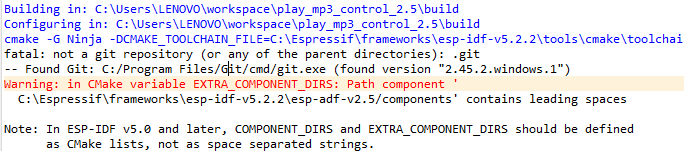 Building in: C:\Users\LENOVO\workspace\play_mp3_control_2.5\build
Configuring in: C:\Users\LENOVO\workspace\play_mp3_control_2.5\build
cmake -G Ninja -DCMAKE_TOOLCHAIN_FILE=C:\Espressif\frameworks\esp-idf-v5.2.2\tools\cmake\toolchai
fatal: not a git repository (or any of the parent directories): .git
-- Found Git: C:/Program Files/Git/cmd/git.exe (found version "2.45.2.windows.1")
Warning: in CMake variable EXTRA_COMPONENT_DIRS: Path component '
C:\Espressif\frameworks\esp-idf-v5.2.2\esp-adf-v2.5/components' contains leading spaces
Note: In ESP-IDF v5.0 and later, COMPONENT_DIRS and EXTRA_COMPONENT_DIRS should be defined
as CMake lists, not as space separated strings.